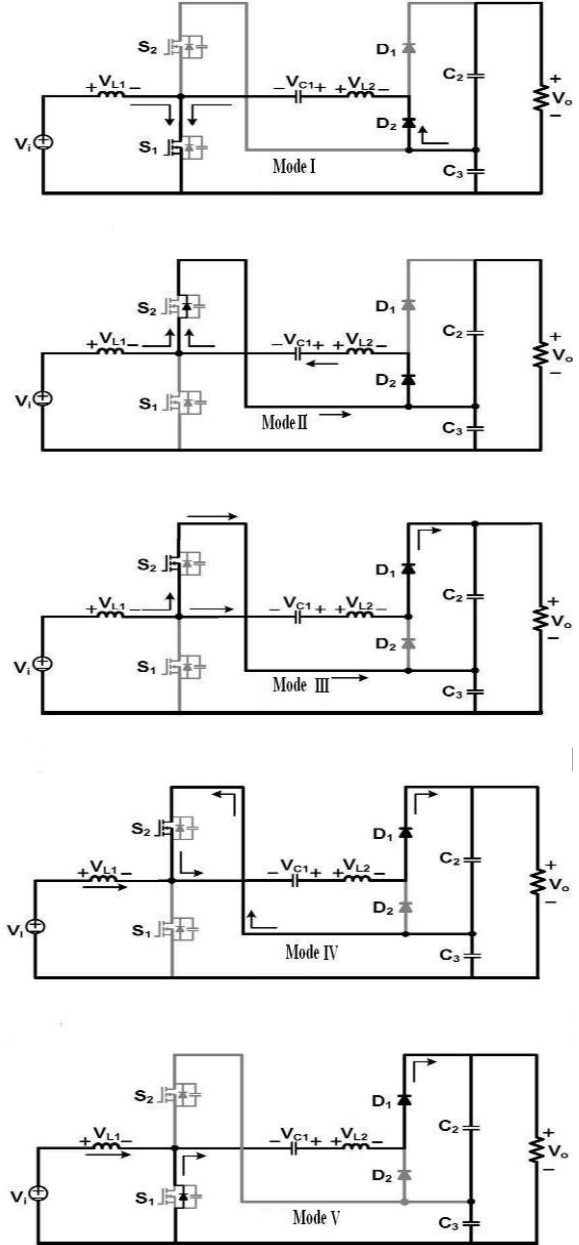 S₂
D₁
C₂
+
+ V_L1 −
− V_C1 +
+ V_L2 −
V_o
D₂
−
V_i
S₁
Mode I
C₃
S₂
D₁
C₂
+
+ V_L1 −
− V_C1 +
+ V_L2 −
V_o
D₂
−
V_i
S₁
Mode II
C₃
S₂
D₁
C₂
+
+ V_L1 −
− V_C1 +
+ V_L2 −
V_o
D₂
−
V_i
S₁
Mode III
C₃
S₂
D₁
C₂
+
+ V_L1 −
− V_C1 +
+ V_L2 −
V_o
D₂
−
V_i
S₁
Mode IV
C₃
S₂
D₁
C₂
+
+ V_L1 −
− V_C1 +
+ V_L2 −
V_o
D₂
−
V_i
S₁
Mode V
C₃